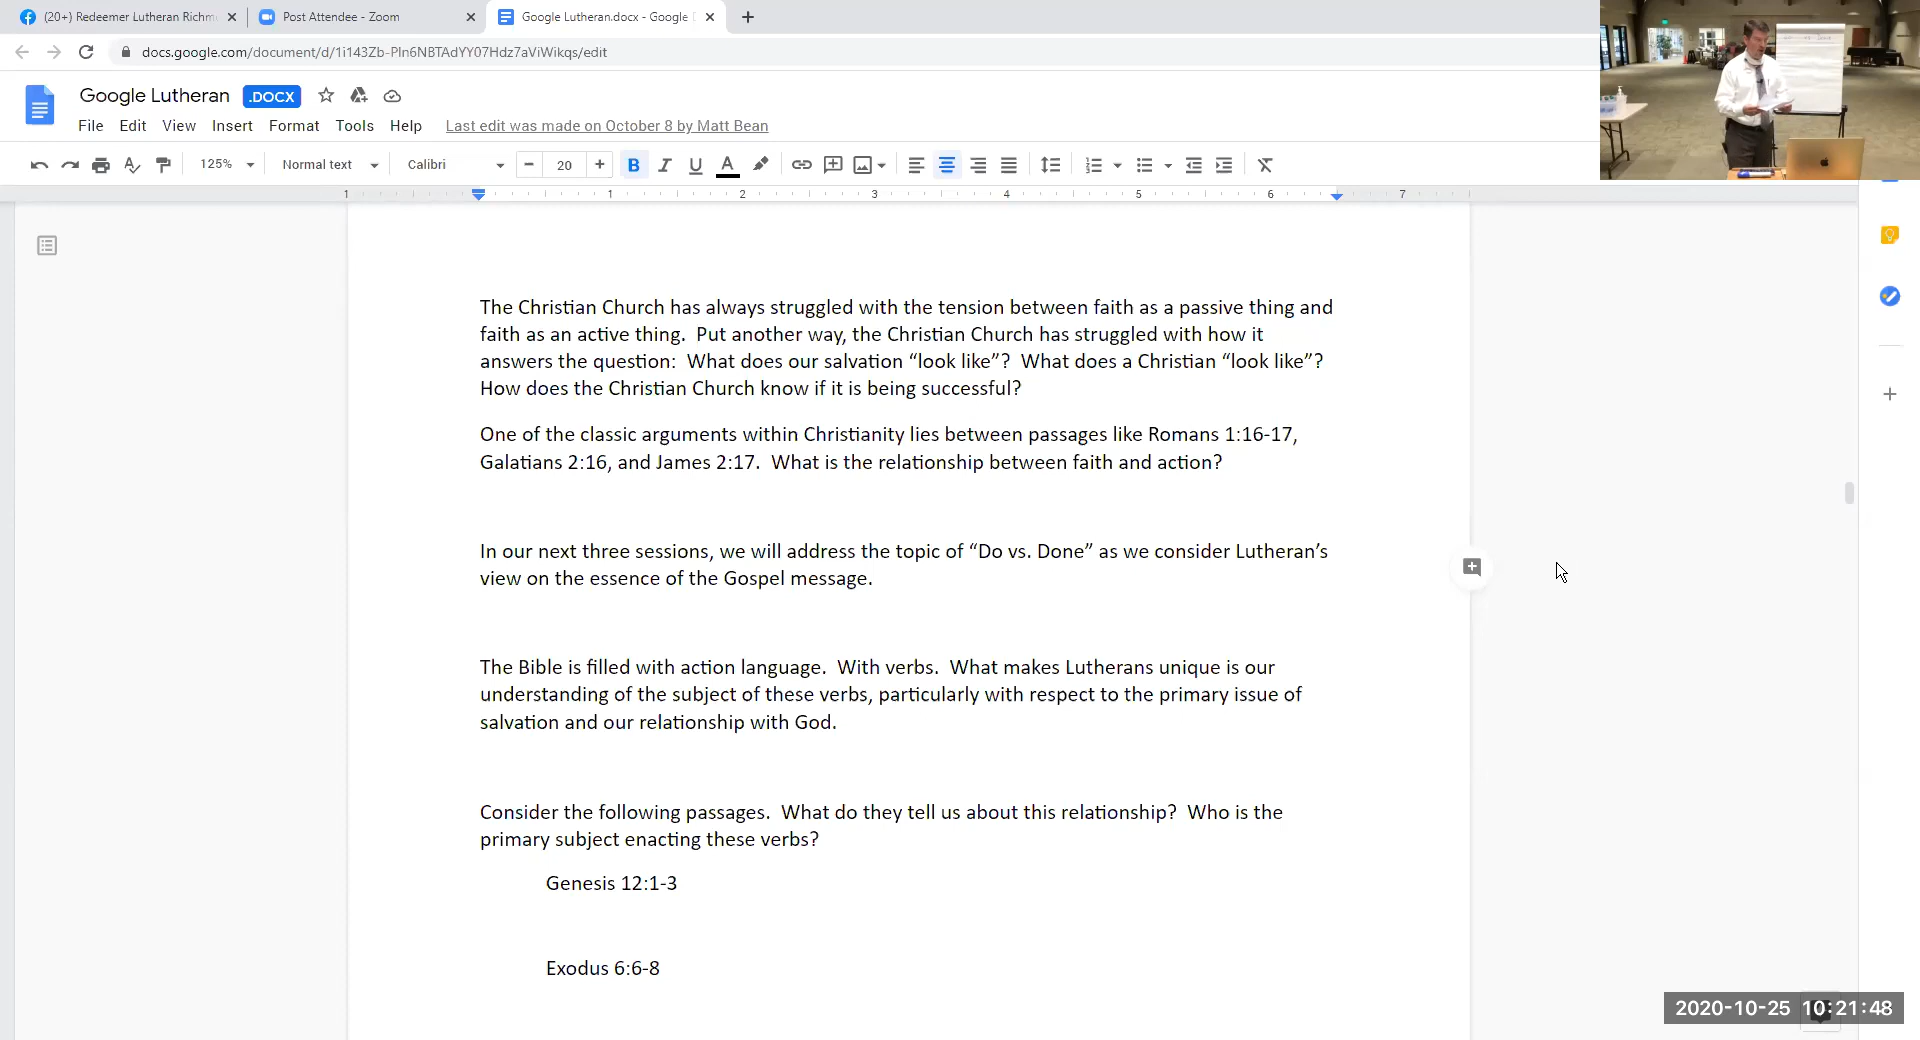 (20+) Redeemer Lutheran Richm
Post Attendee - Zoom
Google Lutheran.docx - Google
docs.google.com/document/d/1i143Zb-PIn6NBTAdYY07Hdz7aViWikqs/edit
Google Lutheran .DOCX
File Edit View Insert Format Tools Help Last edit was made on October 8 by Matt Bean
125% Normal text Calibri 20
1 1 2 3 4 5 6 7
The Christian Church has always struggled with the tension between faith as a passive thing and
faith as an active thing.  Put another way, the Christian Church has struggled with how it
answers the question:  What does our salvation “look like”?  What does a Christian “look like”?
How does the Christian Church know if it is being successful?
One of the classic arguments within Christianity lies between passages like Romans 1:16-17,
Galatians 2:16, and James 2:17.  What is the relationship between faith and action?
In our next three sessions, we will address the topic of “Do vs. Done” as we consider Lutheran’s
view on the essence of the Gospel message.
The Bible is filled with action language.  With verbs.  What makes Lutherans unique is our
understanding of the subject of these verbs, particularly with respect to the primary issue of
salvation and our relationship with God.
Consider the following passages.  What do they tell us about this relationship?  Who is the
primary subject enacting these verbs?
Genesis 12:1-3
Exodus 6:6-8
2020-10-25 10:21:48